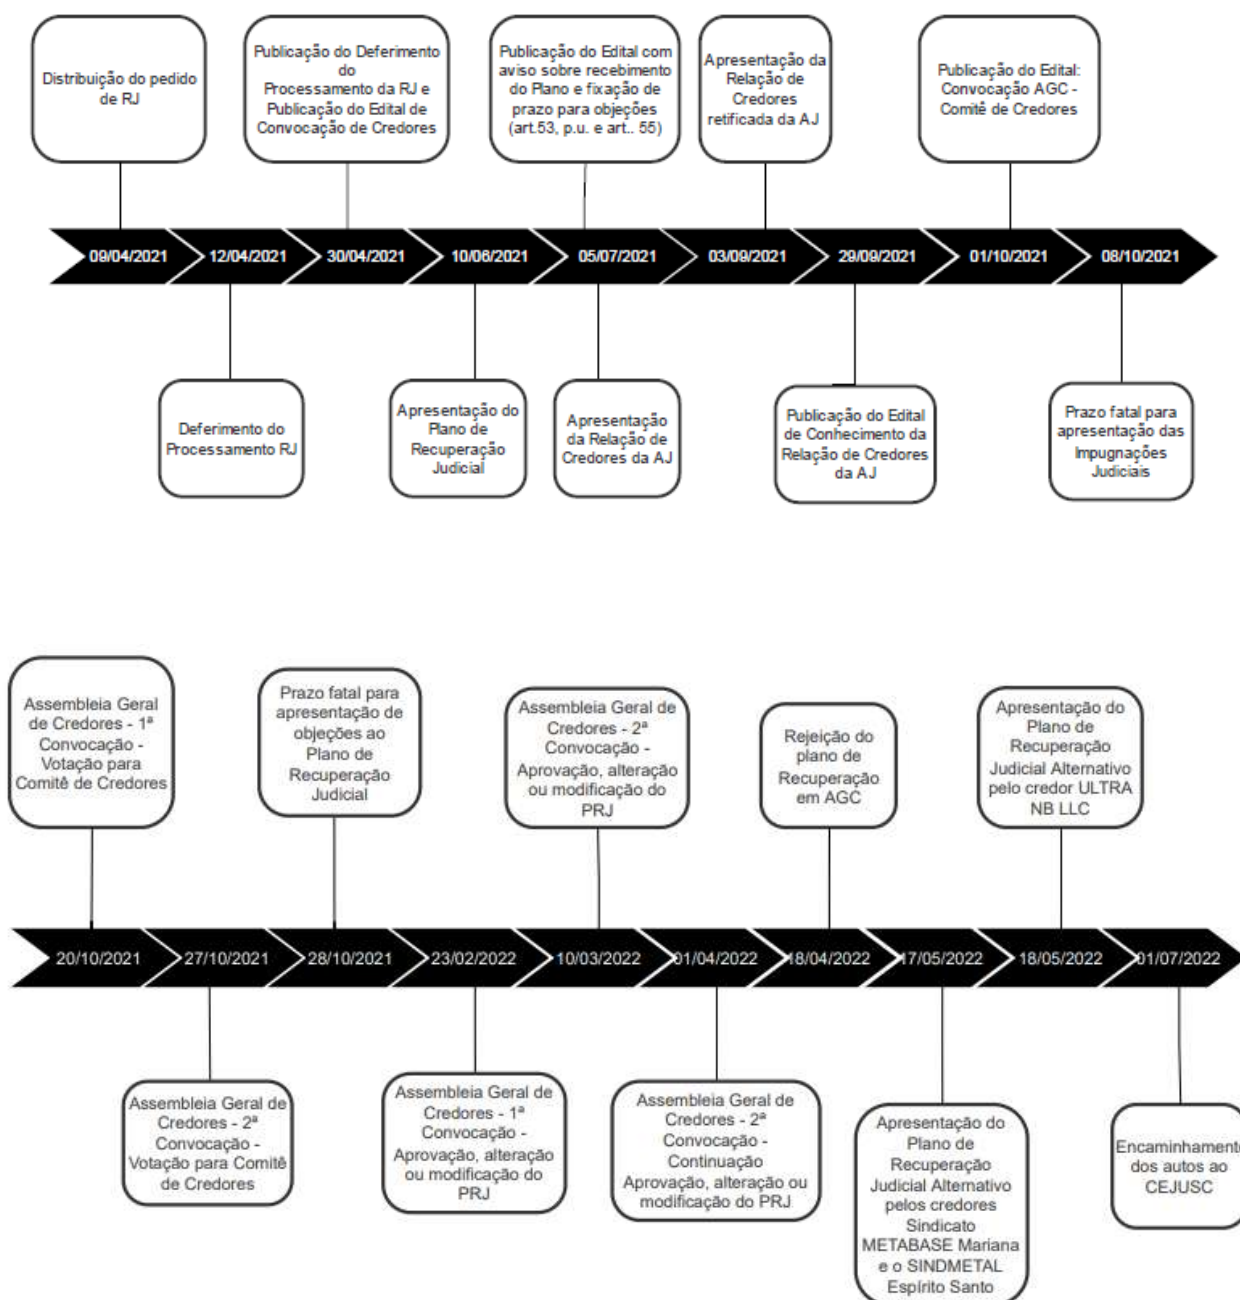 Distribuição do pedido
de RJ
Publicação do Deferimento
do
Processamento da RJ e
Publicação do Edital de
Convocação de Credores
Publicação do Edital com
aviso sobre recebimento
do Plano e fixação de
prazo para objeções
(art.53, p.u. e art.. 55)
Apresentação da
Relação de
Credores
retificada da AJ
Publicação do Edital:
Convocação AGC -
Comitê de Credores
09/04/2021
12/04/2021
30/04/2021
10/06/2021
05/07/2021
03/09/2021
29/09/2021
01/10/2021
08/10/2021
Deferimento do
Processamento RJ
Apresentação do
Plano de
Recuperação
Judicial
Apresentação
da Relação de
Credores da AJ
Publicação do Edital
de Conhecimento da
Relação de Credores
da AJ
Prazo fatal para
apresentação das
Impugnações
Judiciais
Assembleia Geral
de Credores - 1ª
Convocação -
Votação para
Comitê de Credores
Prazo fatal para
apresentação de
objeções ao
Plano de
Recuperação
Judicial
Assembleia Geral de
Credores - 2ª
Convocação -
Aprovação, alteração
ou modificação do
PRJ
Rejeição do
plano de
Recuperação
em AGC
Apresentação do
Plano de
Recuperação
Judicial Alternativo
pelo credor ULTRA
NB LLC
20/10/2021
27/10/2021
28/10/2021
23/02/2022
10/03/2022
01/04/2022
18/04/2022
17/05/2022
18/05/2022
01/07/2022
Assembleia Geral de
Credores - 2ª
Convocação -
Votação para Comitê
de Credores
Assembleia Geral de
Credores - 1ª
Convocação -
Aprovação, alteração
ou modificação do
PRJ
Assembleia Geral de
Credores - 2ª
Convocação -
Continuação
Aprovação, alteração ou
modificação do PRJ
Apresentação do
Plano de
Recuperação
Judicial Alternativo
pelos credores
Sindicato
METABASE Mariana
e o SINDMETAL
Espírito Santo
Encaminhamento
dos autos ao
CEJUSC